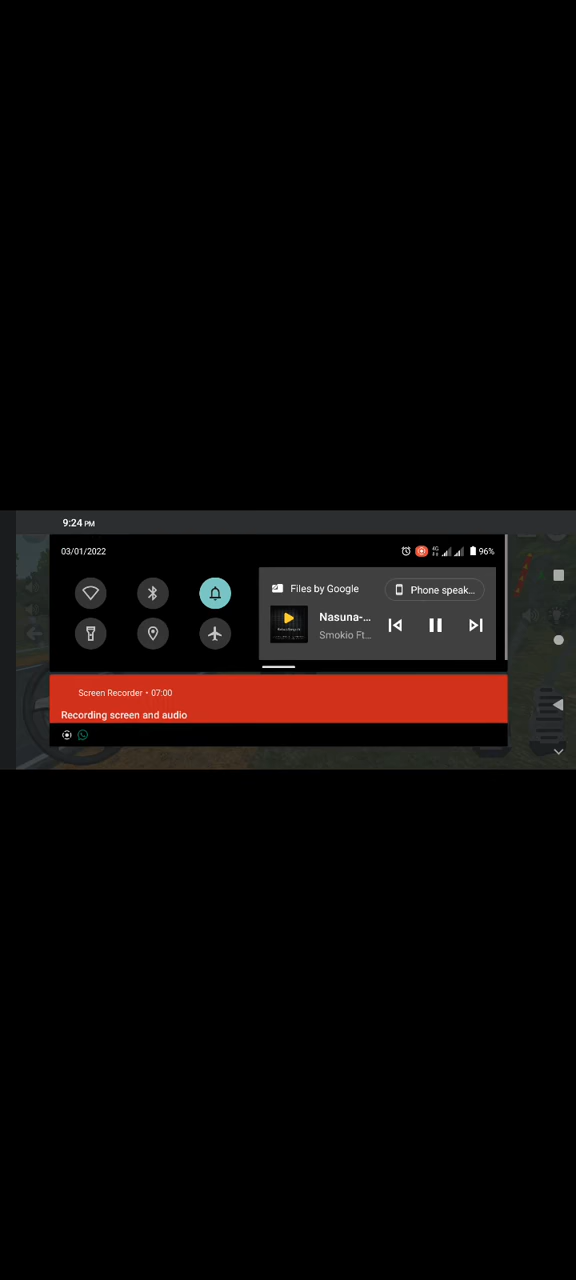 9:24 PM
03/01/2022
4G
96%
Files by Google
Phone speak...
Nasuna-...
Smokio Ft...
Screen Recorder • 07:00
Recording screen and audio